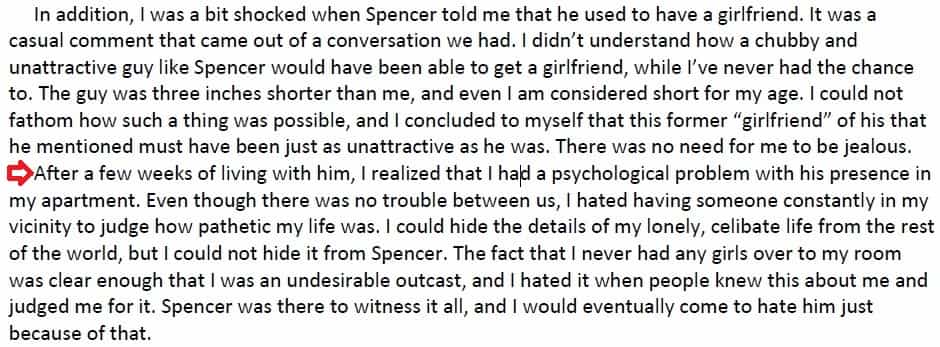 In addition, I was a bit shocked when Spencer told me that he used to have a girlfriend. It was a
casual comment that came out of a conversation we had. I didn’t understand how a chubby and
unattractive guy like Spencer would have been able to get a girlfriend, while I’ve never had the chance
to. The guy was three inches shorter than me, and even I am considered short for my age. I could not
fathom how such a thing was possible, and I concluded to myself that this former “girlfriend” of his that
he mentioned must have been just as unattractive as he was. There was no need for me to be jealous.
After a few weeks of living with him, I realized that I had a psychological problem with his presence in
my apartment. Even though there was no trouble between us, I hated having someone constantly in my
vicinity to judge how pathetic my life was. I could hide the details of my lonely, celibate life from the rest
of the world, but I could not hide it from Spencer. The fact that I never had any girls over to my room
was clear enough that I was an undesirable outcast, and I hated it when people knew this about me and
judged me for it. Spencer was there to witness it all, and I would eventually come to hate him just
because of that.